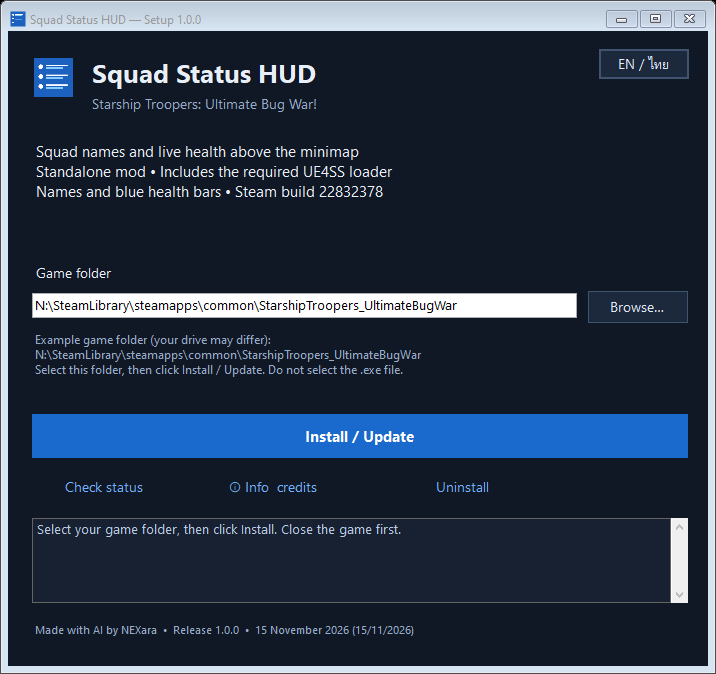 Squad Status HUD — Setup 1.0.0
Squad Status HUD
EN / ไทย
Starship Troopers: Ultimate Bug War!
Squad names and live health above the minimap
Standalone mod • Includes the required UE4SS loader
Names and blue health bars • Steam build 22832378
Game folder
N:\SteamLibrary\steamapps\common\StarshipTroopers_UltimateBugWar
Browse...
Example game folder (your drive may differ):
N:\SteamLibrary\steamapps\common\StarshipTroopers_UltimateBugWar
Select this folder, then click Install / Update. Do not select the .exe file.
Install / Update
Check status
ⓘ Info  credits
Uninstall
Select your game folder, then click Install. Close the game first.
Made with AI by NEXara • Release 1.0.0 • 15 November 2026 (15/11/2026)